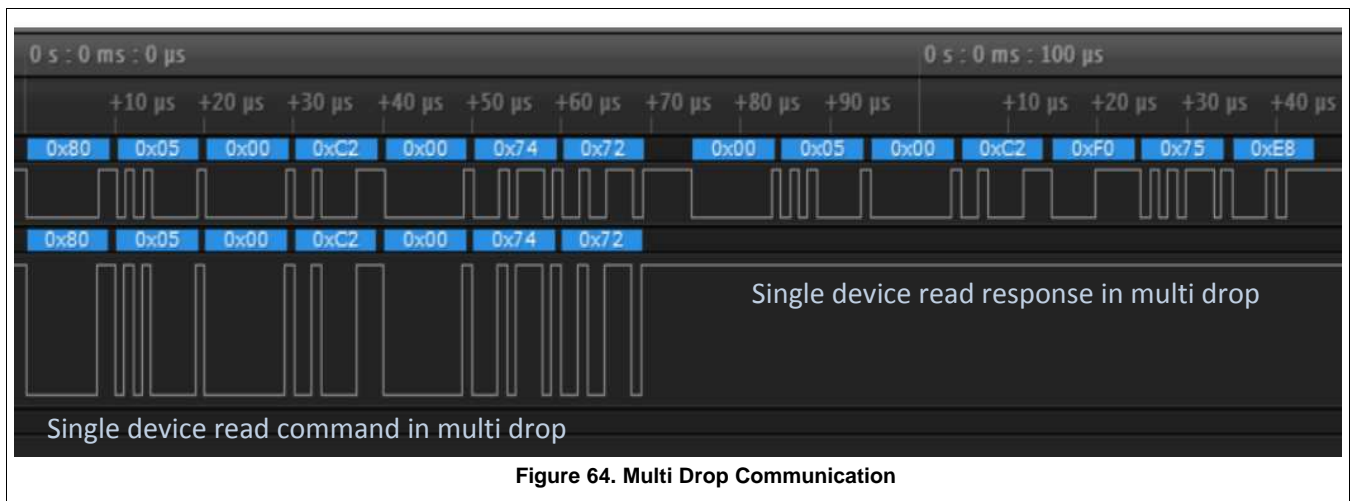 0 s : 0 ms : 0 µs 0 s : 0 ms : 100 µs
+10 µs +20 µs +30 µs +40 µs +50 µs +60 µs +70 µs +80 µs +90 µs +10 µs +20 µs +30 µs +40 µs
0x80 0x05 0x00 0xC2 0x00 0x74 0x72 0x00 0x05 0x00 0xC2 0xF0 0x75 0xE8
0x80 0x05 0x00 0xC2 0x00 0x74 0x72
Single device read response in multi drop
Single device read command in multi drop
Figure 64. Multi Drop Communication